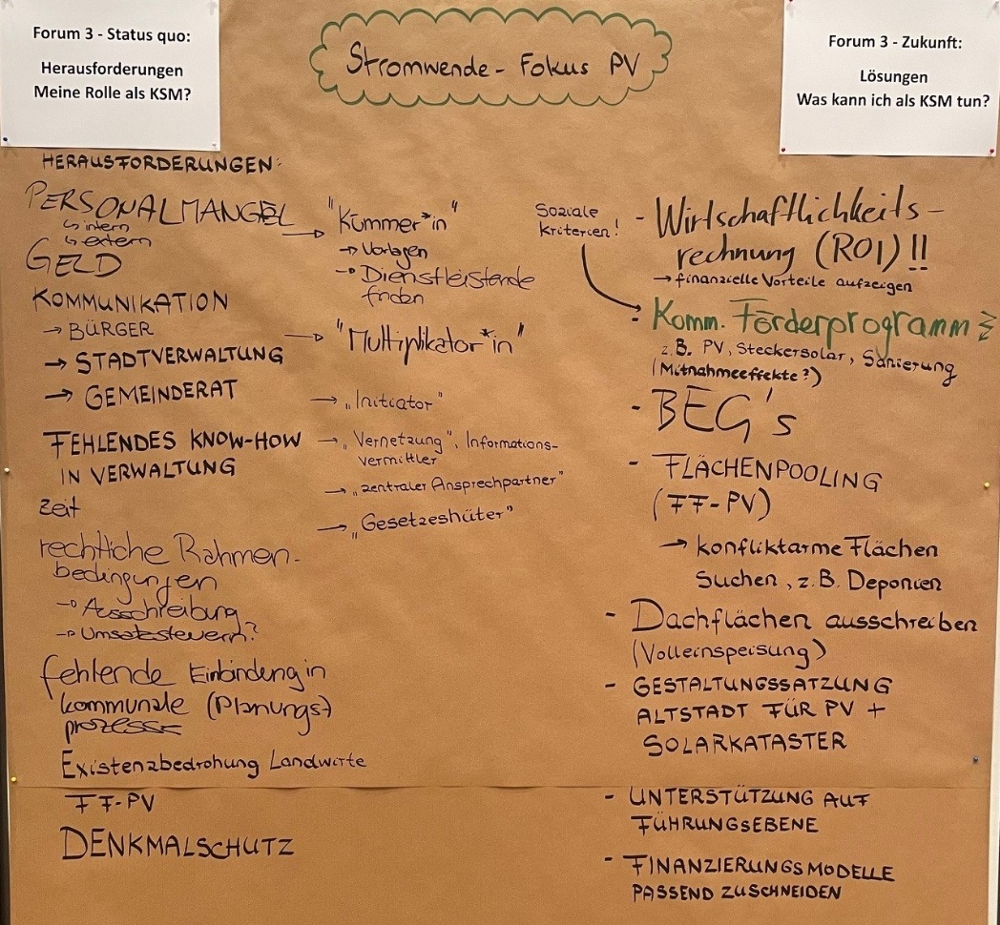 Forum 3 - Status quo:
Herausforderungen
Meine Rolle als KSM?
Stromwende - Fokus PV
Forum 3 - Zukunft:
Lösungen
Was kann ich als KSM tun?
HERAUSFORDERUNGEN:
PERSONALMANGEL
↳ intern
↳ extern
GELD
KOMMUNIKATION
→ BÜRGER
→ STADTVERWALTUNG
→ GEMEINDERAT
FEHLENDES KNOW-HOW
IN VERWALTUNG
Zeit
rechtliche Rahmen-
bedingungen
→ Ausschreibung
→ Umsatzsteuern?
fehlende Einbindung in
kommunale (Planungs-)
prozesse
Existenzbedrohung Landwirte
FF-PV
DENKMALSCHUTZ
→ "Kümmer*in"
→ Vorlagen
→ Dienstleistende
finden
→ "Multiplikator*in"
→ „Initiator"
→ „Vernetzung", Informations-
vermittler
→ „zentraler Ansprechpartner"
→ „Gesetzeshüter"
Soziale
Kriterien!
- Wirtschaftlichkeits-
rechnung (ROI)!!
→ finanzielle Vorteile aufzeigen
- Komm. Förderprogramm
z.B. PV, Steckersolar, Sanierung
(Mitnahmeeffekte?)
- BEG's
- FLÄCHENPOOLING
(FF-PV)
→ konfliktarme Flächen
suchen, z.B. Deponien
- Dachflächen ausschreiben
(Volleinspeisung)
- GESTALTUNGSSATZUNG
ALTSTADT FÜR PV +
SOLARKATASTER
- UNTERSTÜTZUNG AUF
FÜHRUNGSEBENE
- FINANZIERUNGSMODELLE
PASSEND ZUSCHNEIDEN